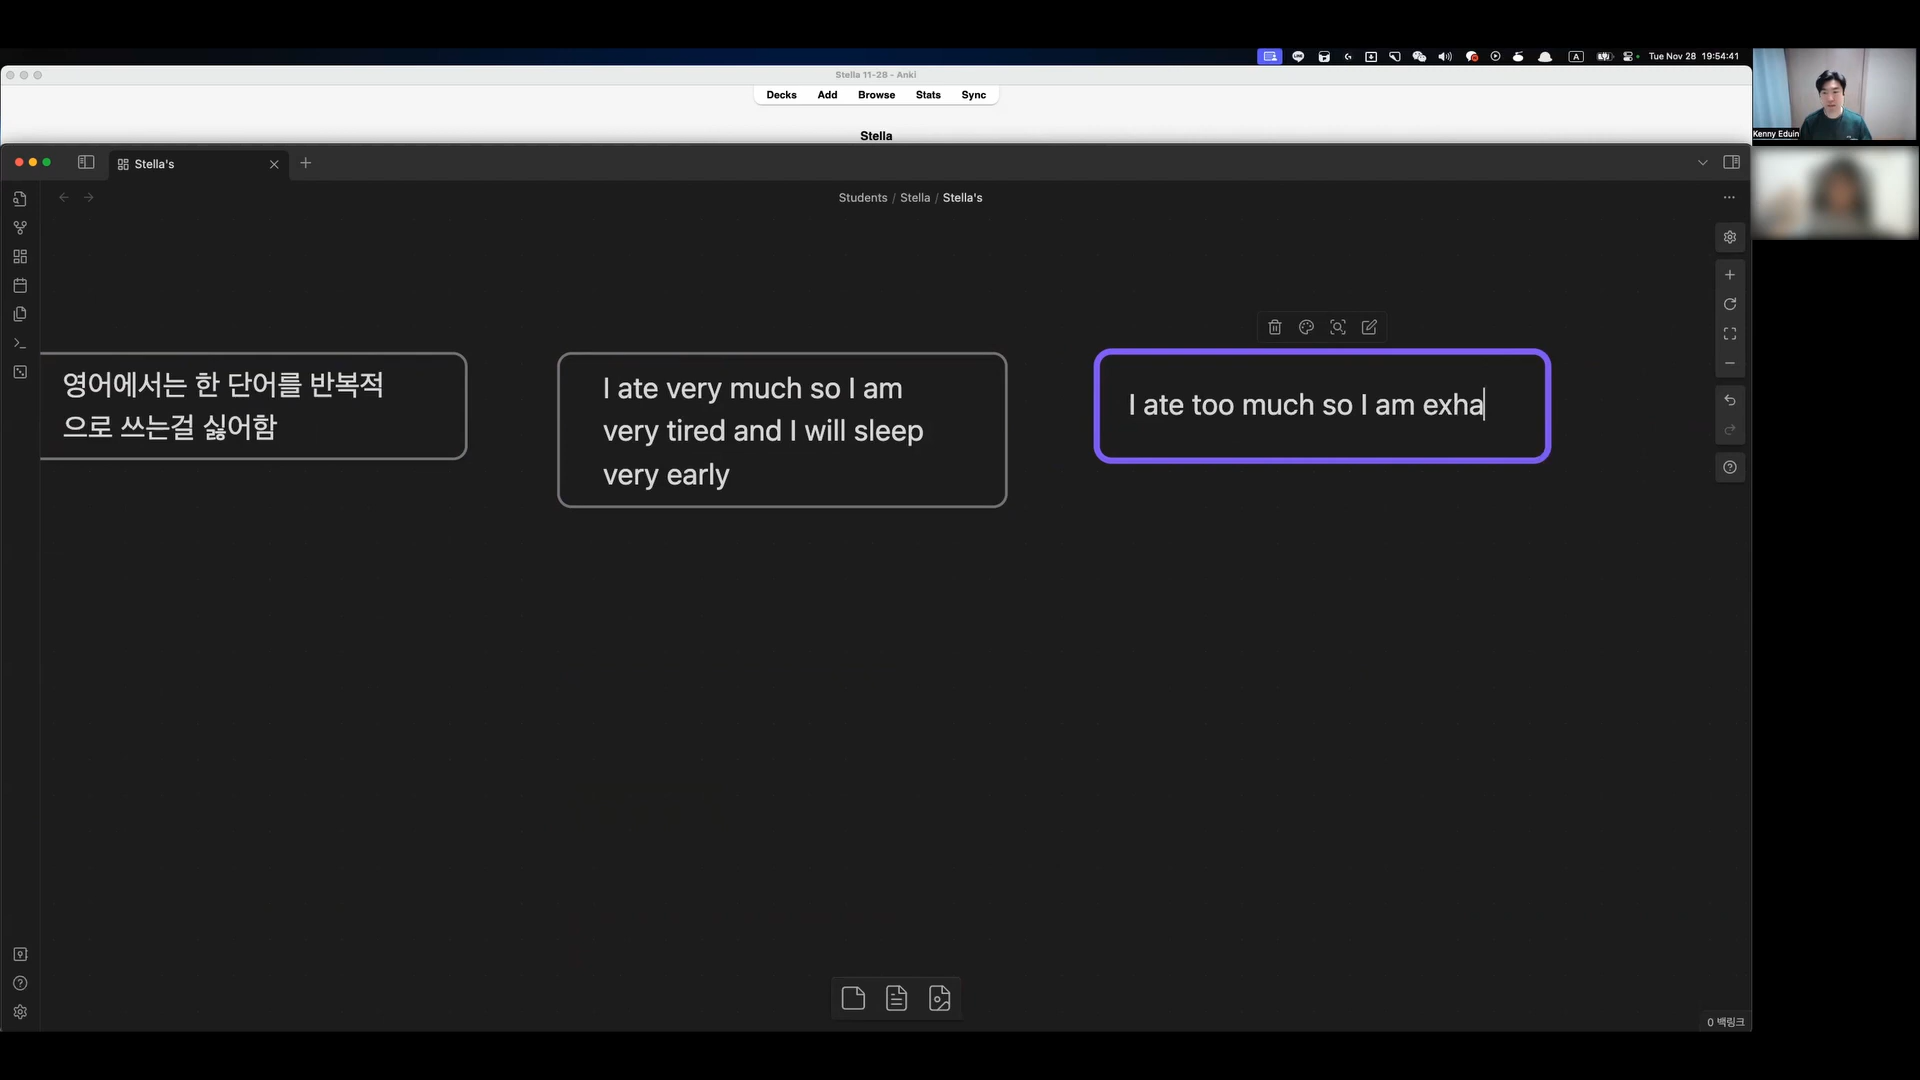 Tue Nov 28 19:54:41
Stella 11-28 - Anki
Decks Add Browse Stats Sync
Stella
Kenny Eduin
Stella's
Students / Stella / Stella's
영어에서는 한 단어를 반복적
으로 쓰는걸 싫어함
I ate very much so I am
very tired and I will sleep
very early
I ate too much so I am exha
0 백링크